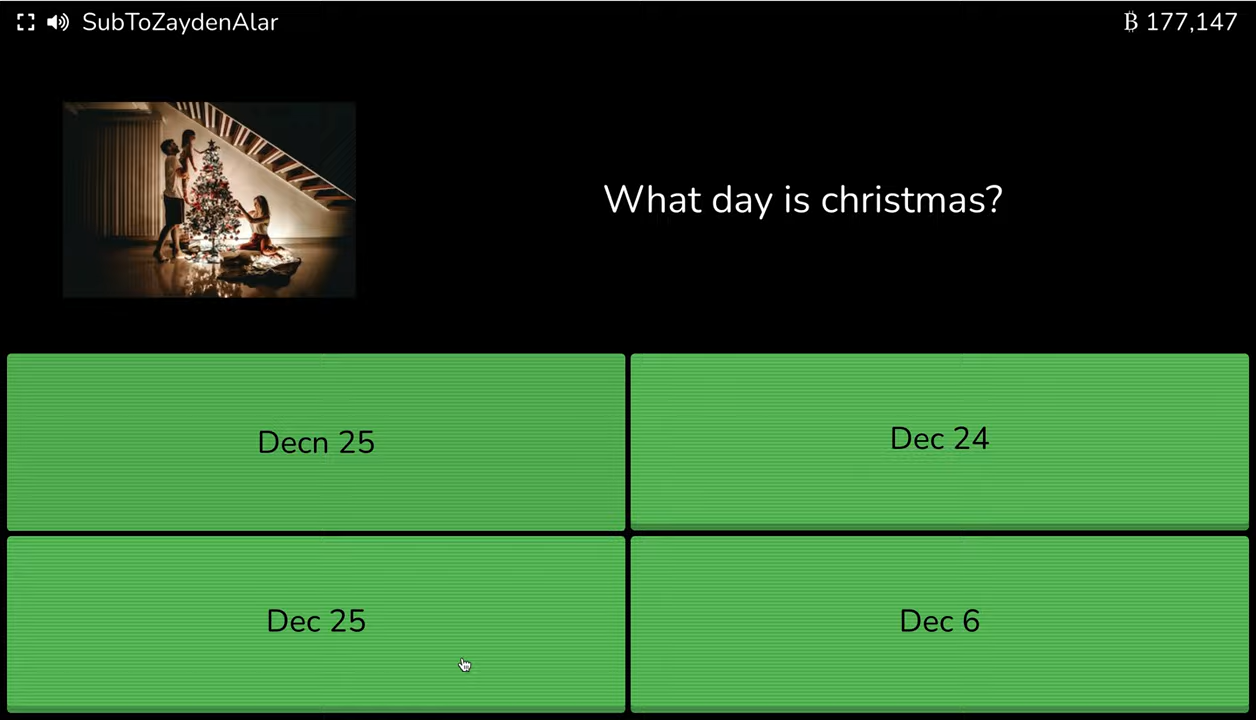 SubToZaydenAlar
₿ 177,147
What day is christmas?
Decn 25
Dec 24
Dec 25
Dec 6